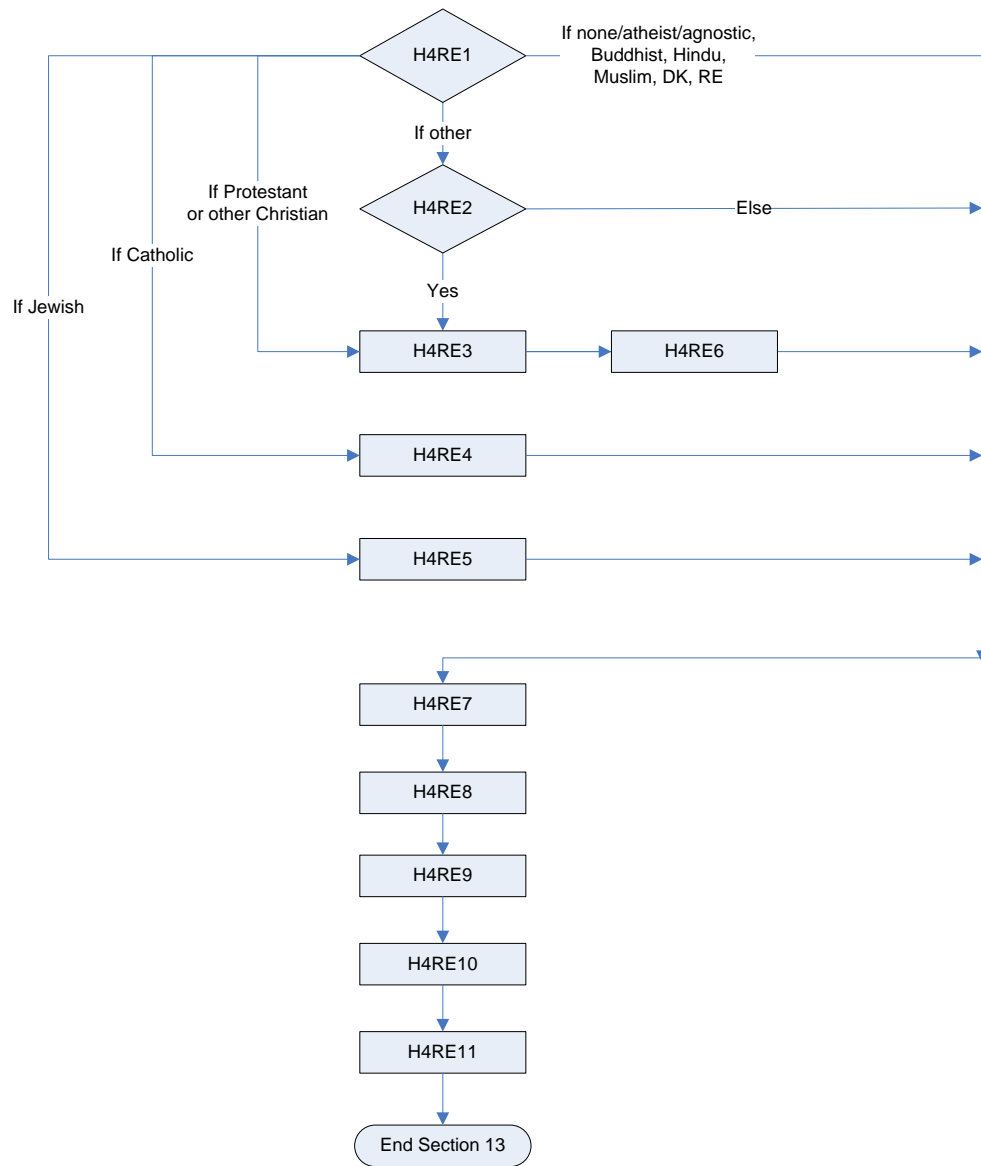 H4RE1
If none/atheist/agnostic,
Buddhist, Hindu,
Muslim, DK, RE
If other
If Protestant
or other Christian
H4RE2
Else
If Catholic
If Jewish
Yes
H4RE3
H4RE6
H4RE4
H4RE5
H4RE7
H4RE8
H4RE9
H4RE10
H4RE11
End Section 13